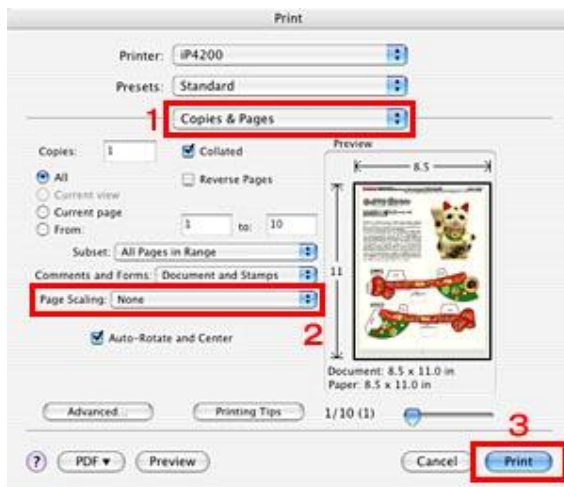 Print
Printer: iP4200
Presets: Standard
1 Copies & Pages
Copies: 1 Collated
All Reverse Pages
Current view
Current page
From: 1 to: 10
Subset: All Pages in Range
Comments and Forms: Document and Stamps
Page Scaling: None
2
Auto-Rotate and Center
Preview
8.5
11
Document: 8.5 x 11.0 in
Paper: 8.5 x 11.0 in
Advanced... Printing Tips 1/10 (1)
3
? PDF ▼ Preview Cancel Print